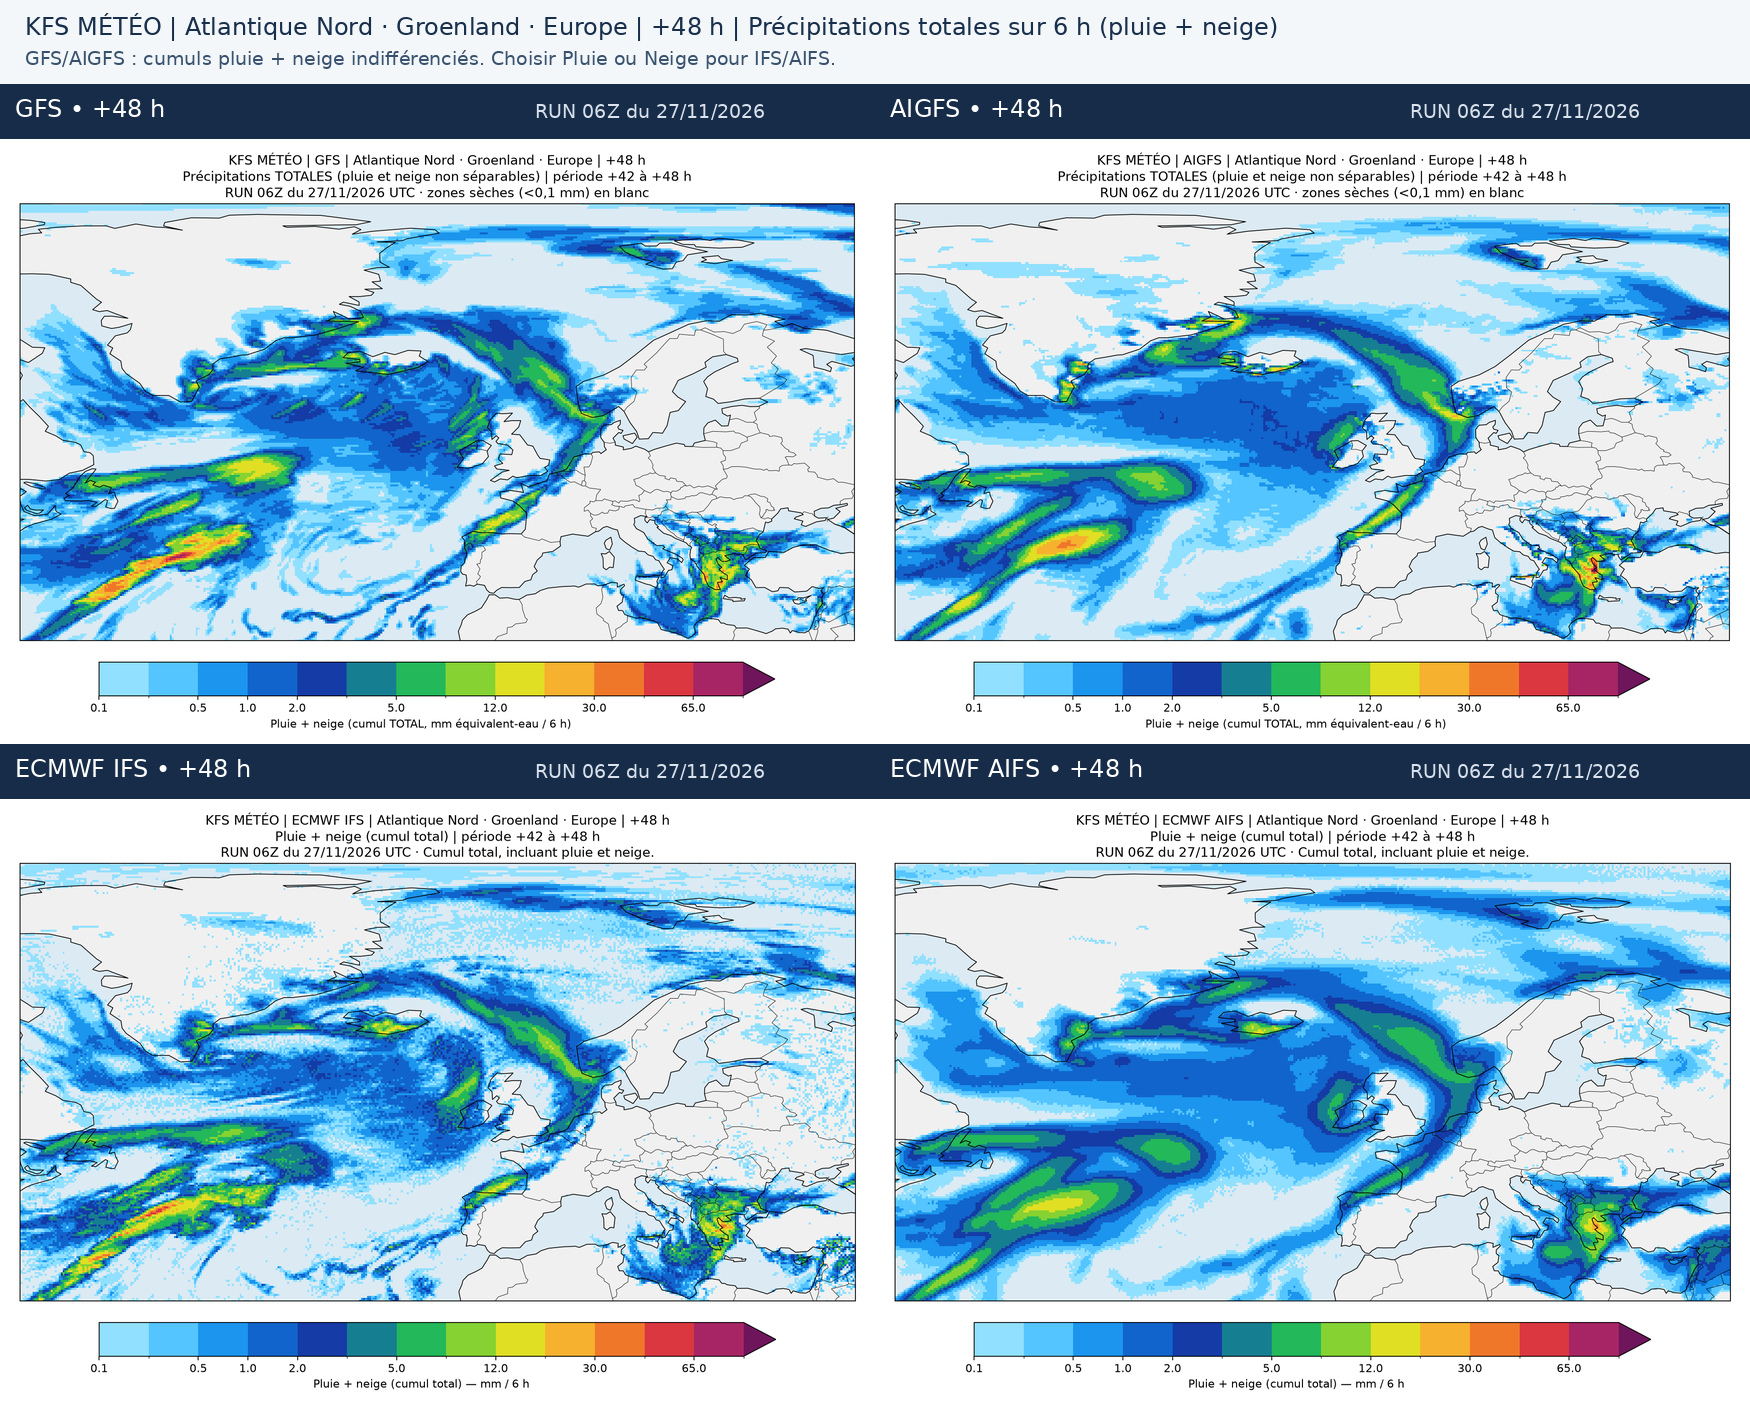 KFS MÉTÉO | Atlantique Nord · Groenland · Europe | +48 h | Précipitations totales sur 6 h (pluie + neige)
GFS/AIGFS : cumuls pluie + neige indifférenciés. Choisir Pluie ou Neige pour IFS/AIFS.
GFS • +48 h
RUN 06Z du 27/11/2026
KFS MÉTÉO | GFS | Atlantique Nord · Groenland · Europe | +48 h
Précipitations TOTALES (pluie et neige non séparables) | période +42 à +48 h
RUN 06Z du 27/11/2026 UTC · zones sèches (<0,1 mm) en blanc
0.1 0.5 1.0 2.0 5.0 12.0 30.0 65.0
Pluie + neige (cumul TOTAL, mm équivalent-eau / 6 h)
AIGFS • +48 h
RUN 06Z du 27/11/2026
KFS MÉTÉO | AIGFS | Atlantique Nord · Groenland · Europe | +48 h
Précipitations TOTALES (pluie et neige non séparables) | période +42 à +48 h
RUN 06Z du 27/11/2026 UTC · zones sèches (<0,1 mm) en blanc
0.1 0.5 1.0 2.0 5.0 12.0 30.0 65.0
Pluie + neige (cumul TOTAL, mm équivalent-eau / 6 h)
ECMWF IFS • +48 h
RUN 06Z du 27/11/2026
KFS MÉTÉO | ECMWF IFS | Atlantique Nord · Groenland · Europe | +48 h
Pluie + neige (cumul total) | période +42 à +48 h
RUN 06Z du 27/11/2026 UTC · Cumul total, incluant pluie et neige.
0.1 0.5 1.0 2.0 5.0 12.0 30.0 65.0
Pluie + neige (cumul total) — mm / 6 h
ECMWF AIFS • +48 h
RUN 06Z du 27/11/2026
KFS MÉTÉO | ECMWF AIFS | Atlantique Nord · Groenland · Europe | +48 h
Pluie + neige (cumul total) | période +42 à +48 h
RUN 06Z du 27/11/2026 UTC · Cumul total, incluant pluie et neige.
0.1 0.5 1.0 2.0 5.0 12.0 30.0 65.0
Pluie + neige (cumul total) — mm / 6 h